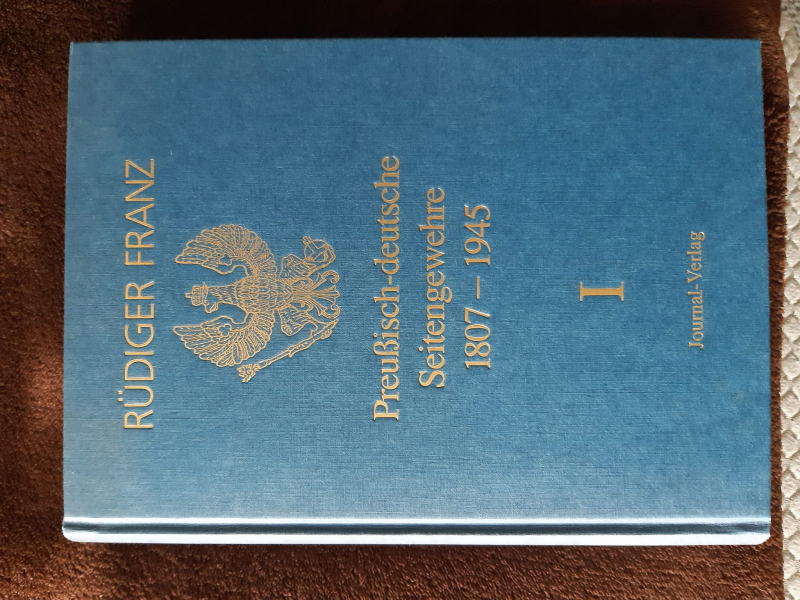 RÜDIGER FRANZ
Preußisch-deutsche
Seitengewehre
1807 – 1945
I
Journal-Verlag